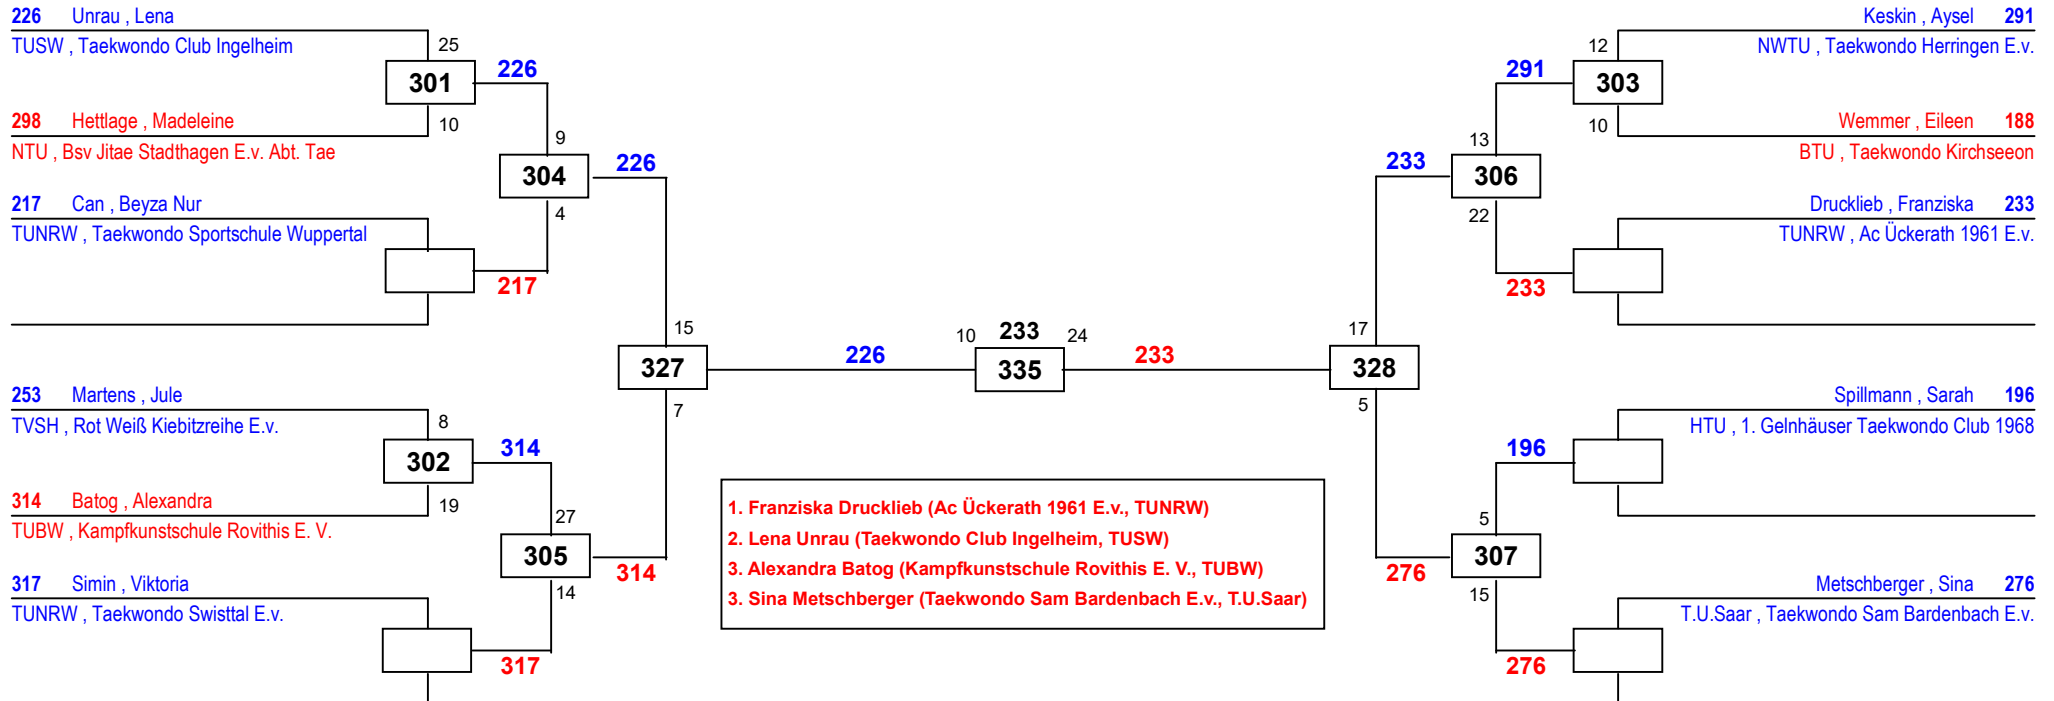 226 Unrau , Lena
TUSW , Taekwondo Club Ingelheim
25
301
226
10
298 Hettlage , Madeleine
NTU , Bsv Jitae Stadthagen E.v. Abt. Tae
9
304
226
4
217 Can , Beyza Nur
TUNRW , Taekwondo Sportschule Wuppertal
217
15
327
7
253 Martens , Jule
TVSH , Rot Weiß Kiebitzreihe E.v.
8
302
314
19
314 Batog , Alexandra
TUBW , Kampfkunstschule Rovithis E. V.
27
305
314
14
317 Simin , Viktoria
TUNRW , Taekwondo Swisttal E.v.
317
226
10 233 24
335
233
1. Franziska Drucklieb (Ac Ückerath 1961 E.v., TUNRW)
2. Lena Unrau (Taekwondo Club Ingelheim, TUSW)
3. Alexandra Batog (Kampfkunstschule Rovithis E. V., TUBW)
3. Sina Metschberger (Taekwondo Sam Bardenbach E.v., T.U.Saar)
Keskin , Aysel 291
NWTU , Taekwondo Herringen E.v.
12
291
303
10
Wemmer , Eileen 188
BTU , Taekwondo Kirchseeon
13
233
306
22
Drucklieb , Franziska 233
TUNRW , Ac Ückerath 1961 E.v.
233
17
328
5
Spillmann , Sarah 196
HTU , 1. Gelnhäuser Taekwondo Club 1968
196
5
307
276
15
Metschberger , Sina 276
T.U.Saar , Taekwondo Sam Bardenbach E.v.
276